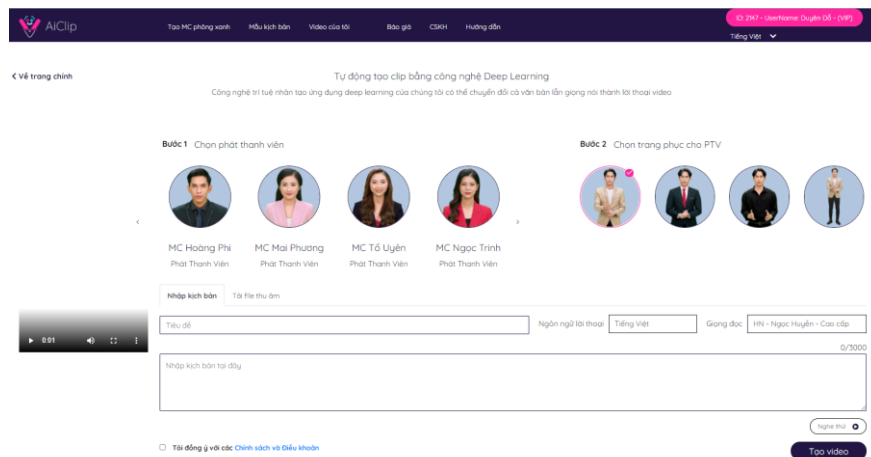 AIClip
Tạo MC phông xanh
Mẫu kịch bản
Video của tôi
Báo giá
CSKH
Hướng dẫn
ID: 2147 - UserName: Duyên Đỗ - (VIP)
Tiếng Việt
Về trang chính
Tự động tạo clip bằng công nghệ Deep Learning
Công nghệ trí tuệ nhân tạo ứng dụng deep learning của chúng tôi có thể chuyển đổi cả văn bản lẫn giọng nói thành lời thoại video
Bước 1 Chọn phát thanh viên
Bước 2 Chọn trang phục cho PTV
MC Hoàng Phi
Phát Thanh Viên
MC Mai Phương
Phát Thanh Viên
MC Tố Uyên
Phát Thanh Viên
MC Ngọc Trinh
Phát Thanh Viên
Nhập kịch bản
Tải file thu âm
Tiêu đề
Ngôn ngữ lời thoại
Tiếng Việt
Giọng đọc
HN - Ngọc Huyền - Cao cấp
0:01
0/3000
Nhập kịch bản tại đây
Nghe thử
Tôi đồng ý với các Chính sách và Điều khoản
Tạo video